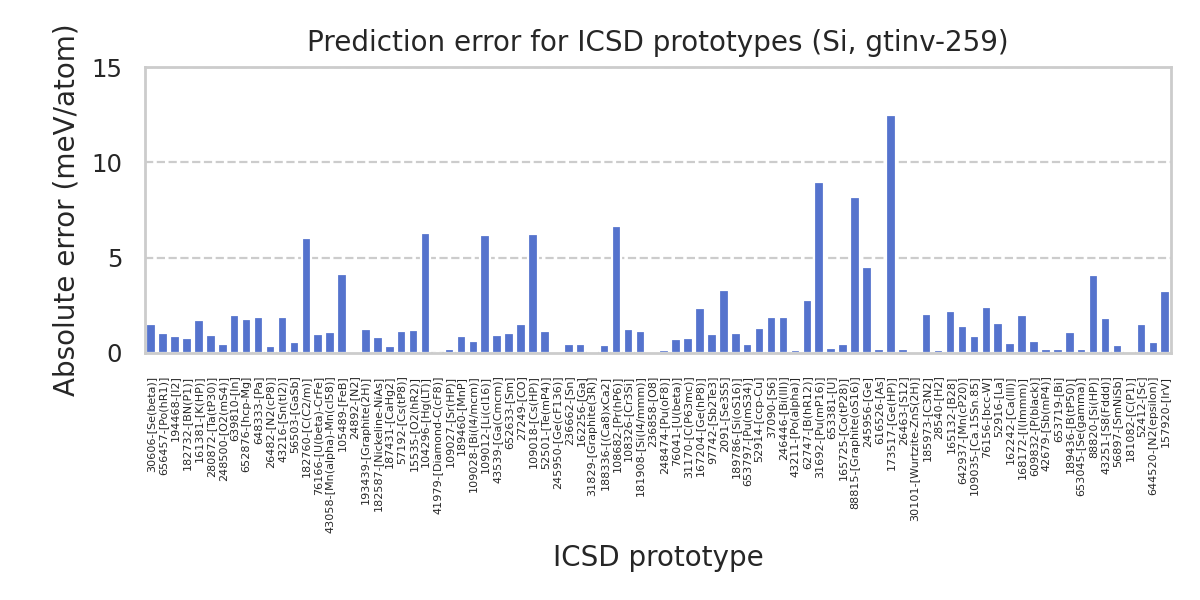 Prediction error for ICSD prototypes (Si, gtinv-259)
Absolute error (meV/atom)
15
10
5
0
30606-[Se(beta)]
656457-[Po(hR1)]
194468-[I2]
182732-[BN(P1)]
161381-[K(HP)]
280872-[Ta(tP30)]
248500-[O2(mS4)]
639810-[In]
652876-[hcp-Mg]
648333-[Pa]
26482-[N2(cP8)]
43216-[Sn(tI2)]
56503-[GaSb]
182760-[C(C2/m)]
76166-[U(beta)-CrFe]
43058-[Mn(alpha)-Mn(cI58)]
105489-[FeB]
24892-[N2]
193439-[Graphite(2H)]
182587-[Nickeline-NiAs]
187431-[CaHg2]
57192-[Cs(tP8)]
15535-[O2(hR2)]
104296-[Hg(LT)]
41979-[Diamond-C(cF8)]
109027-[Sr(HP)]
189460-[MnP]
109028-[Bi(I4/mcm)]
109012-[Li(cI16)]
43539-[Ga(Cmcm)]
652633-[Sm]
27249-[CO]
109018-[Cs(HP)]
52501-[Te(mP4)]
245950-[Ge(cF136)]
236662-[Sn]
162256-[Ga]
31829-[Graphite(3R)]
188336-[(Ca8)xCa2]
108682-[Pr(hP6)]
108326-[Cr3Si]
181908-[Si(I4/mmm)]
236858-[O8]
248474-[Pu(oF8)]
76041-[U(beta)]
31170-[C(P63mc)]
167204-[Ge(hP8)]
97742-[Sb2Te3]
2091-[Se3S5]
189786-[Si(oS16)]
653797-[Pu(mS34)]
52914-[ccp-Cu]
37090-[S6]
246446-[Bi(III)]
43211-[Po(alpha)]
62747-[B(hR12)]
31692-[Pu(mP16)]
653381-[U]
165725-[Co(tP28)]
88815-[Graphite(oS16)]
245956-[Ge]
616526-[As]
173517-[Ge(HP)]
26463-[S12]
30101-[Wurtzite-ZnS(2H)]
185973-[C3N2]
28540-[H2]
165132-[B28]
642937-[Mn(cP20)]
109035-[Ca.15Sn.85]
76156-[bcc-W]
52916-[La]
162242-[Ca(III)]
168172-[I(Immm)]
609832-[P(black)]
42679-[Sb(mP4)]
653719-[Bi]
189436-[B(tP50)]
653045-[Se(gamma)]
88820-[Si(HP)]
43251-[S8(Fddd)]
56897-[SmNiSb]
181082-[C(P1)]
52412-[Sc]
644520-[N2(epsilon)]
157920-[IrV]
ICSD prototype